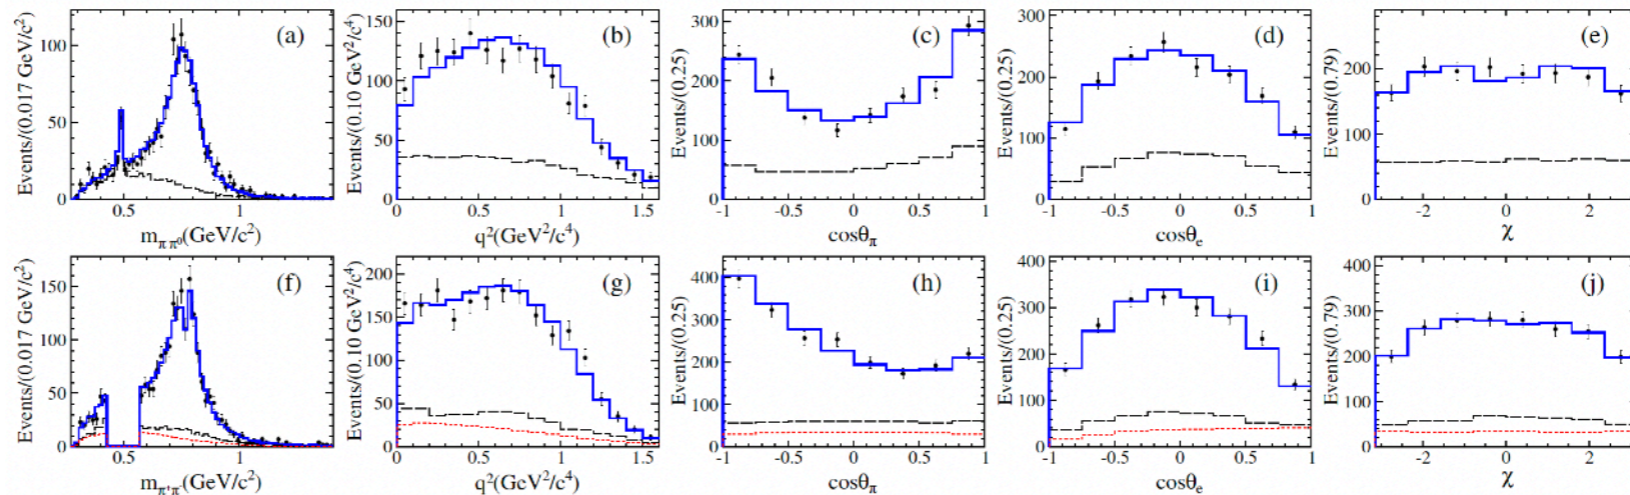 Events/(0.017 GeV/c²)
100
50
0
0.5
1
m_{ππ⁰}(GeV/c²)
(a)
Events/(0.10 GeV²/c⁴)
150
100
50
0
0
0.5
1
1.5
q²(GeV²/c⁴)
(b)
Events/(0.25)
300
200
100
0
-1
-0.5
0
0.5
1
cosθ_π
(c)
Events/(0.25)
300
200
100
0
-1
-0.5
0
0.5
1
cosθ_e
(d)
Events/(0.79)
200
100
0
-2
0
2
χ
(e)
Events/(0.017 GeV/c²)
150
100
50
0
0.5
1
m_{π⁺π⁻}(GeV/c²)
(f)
Events/(0.10 GeV²/c⁴)
200
150
100
50
0
0
0.5
1
1.5
q²(GeV²/c⁴)
(g)
Events/(0.25)
400
300
200
100
0
-1
-0.5
0
0.5
1
cosθ_π
(h)
Events/(0.25)
400
300
200
100
0
-1
-0.5
0
0.5
1
cosθ_e
(i)
Events/(0.79)
400
300
200
100
0
-2
0
2
χ
(j)